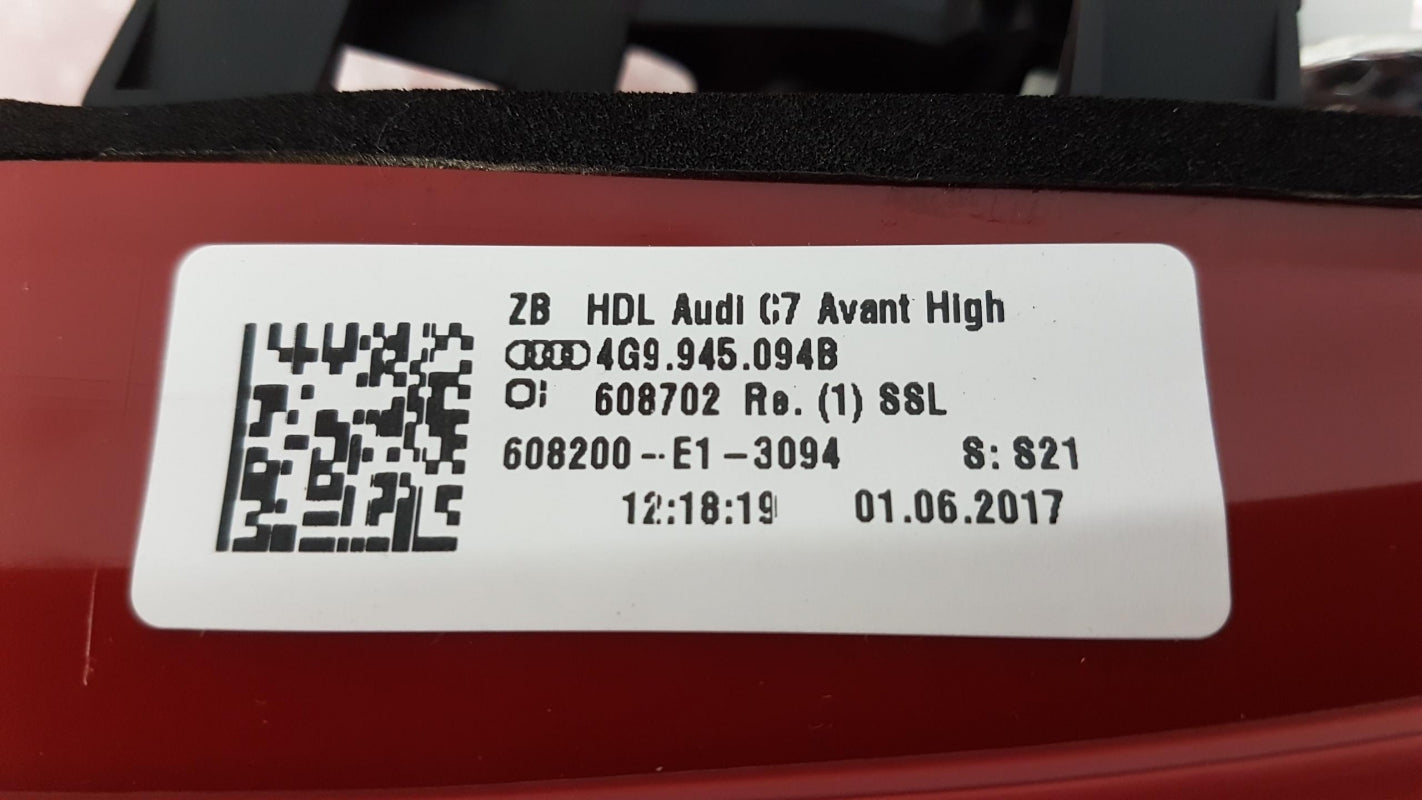 ZB HDL Audi C7 Avant High
4G9.945.094B
608702 Re. (1) SSL
608200-E1-3094 S: S21
12:18:19 01.06.2017